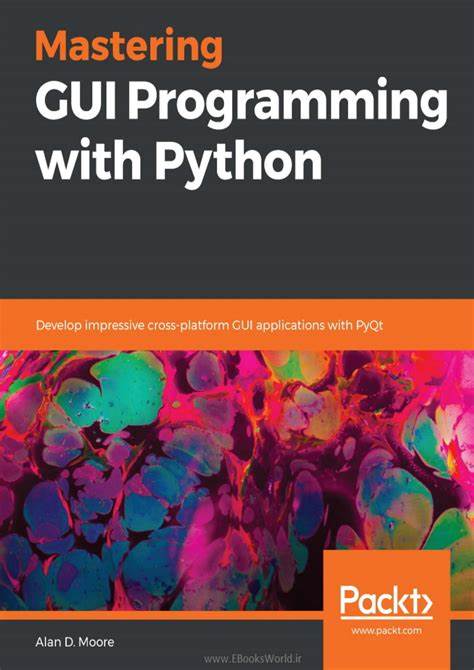 Mastering
GUI Programming
with Python
Develop impressive cross-platform GUI applications with PyQt
Packt>
www.packt.com
Alan D. Moore
www.EBooksWorld.ir